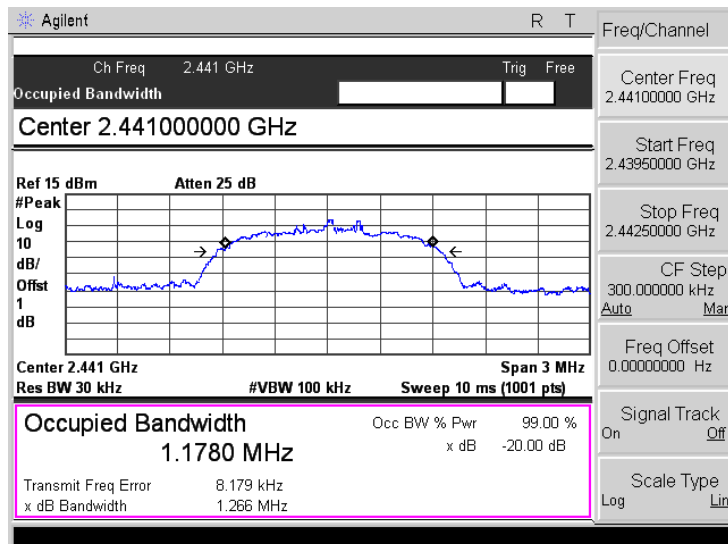 Agilent
R T
Freq/Channel
Ch Freq 2.441 GHz Trig Free
Occupied Bandwidth
Center 2.441000000 GHz
Center Freq
2.44100000 GHz
Start Freq
2.43950000 GHz
Stop Freq
2.44250000 GHz
CF Step
300.000000 kHz
Auto Man
Freq Offset
0.00000000 Hz
Signal Track
On Off
Scale Type
Log Lin
Ref 15 dBm Atten 25 dB
#Peak
Log
10
dB/
Offst
1
dB
Center 2.441 GHz Span 3 MHz
Res BW 30 kHz #VBW 100 kHz Sweep 10 ms (1001 pts)
Occupied Bandwidth
1.1780 MHz
Occ BW % Pwr 99.00 %
x dB -20.00 dB
Transmit Freq Error 8.179 kHz
x dB Bandwidth 1.266 MHz